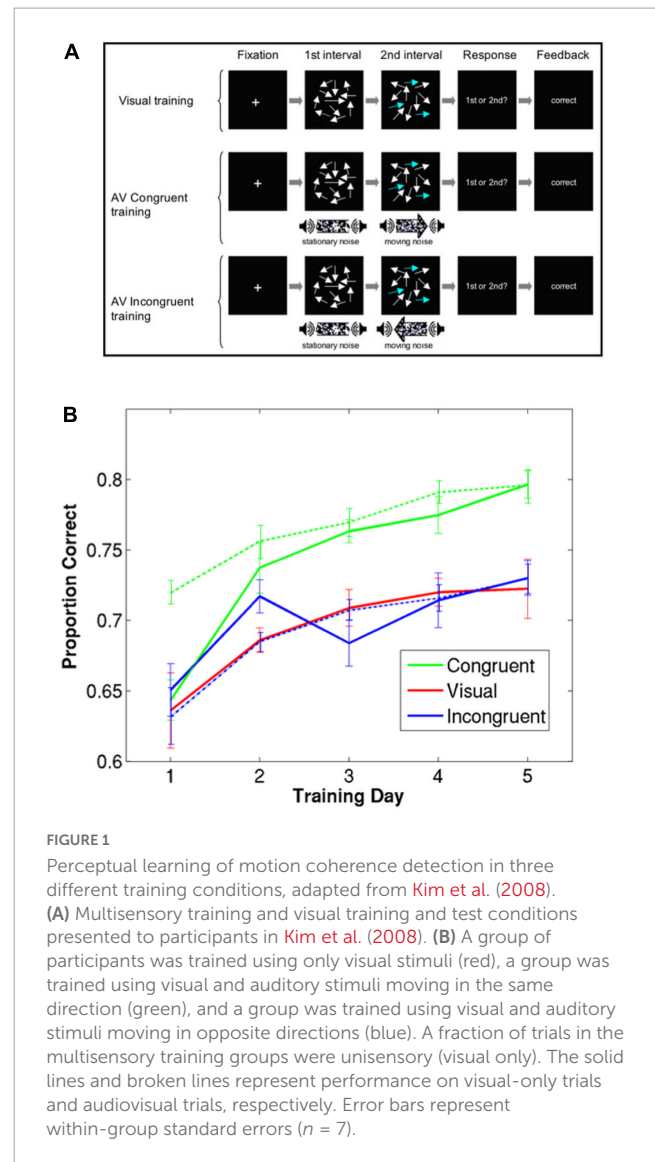 A
Fixation 1st interval 2nd interval Response Feedback
Visual training
+ 1st or 2nd? correct
AV Congruent
training
+ 1st or 2nd? correct
stationary noise moving noise
AV Incongruent
training
+ 1st or 2nd? correct
stationary noise moving noise
B
Proportion Correct
0.8
0.75
0.7
0.65
0.6
Congruent
Visual
Incongruent
1 2 3 4 5
Training Day
FIGURE 1
Perceptual learning of motion coherence detection in three
different training conditions, adapted from Kim et al. (2008).
(A) Multisensory training and visual training and test conditions
presented to participants in Kim et al. (2008). (B) A group of
participants was trained using only visual stimuli (red), a group was
trained using visual and auditory stimuli moving in the same
direction (green), and a group was trained using visual and auditory
stimuli moving in opposite directions (blue). A fraction of trials in the
multisensory training groups were unisensory (visual only). The solid
lines and broken lines represent performance on visual-only trials
and audiovisual trials, respectively. Error bars represent
within-group standard errors (n = 7).